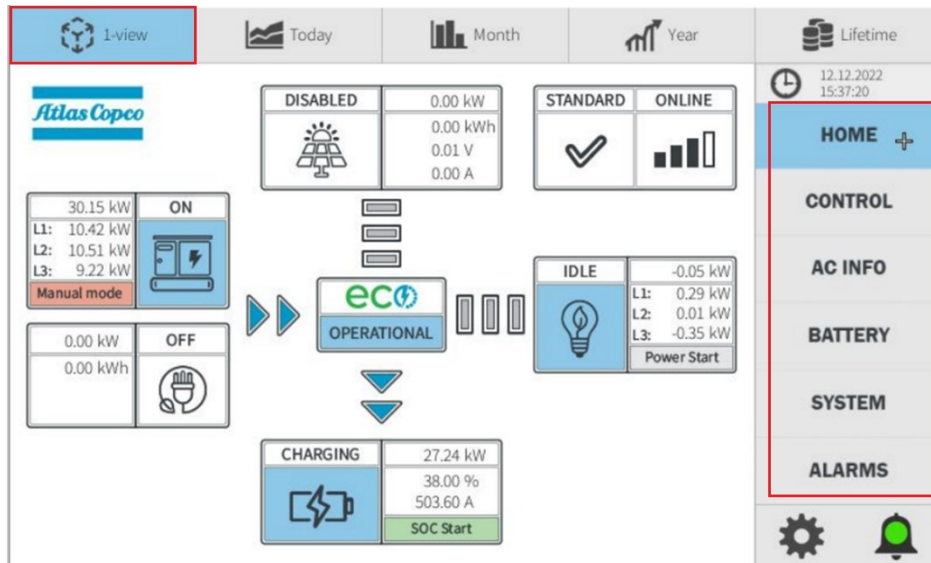 1-view
Today
Month
Year
Lifetime
12.12.2022
15:37:20
Atlas Copco
DISABLED
0.00 kW
0.00 kWh
0.01 V
0.00 A
STANDARD
ONLINE
HOME
CONTROL
AC INFO
BATTERY
SYSTEM
ALARMS
30.15 kW
ON
L1: 10.42 kW
L2: 10.51 kW
L3: 9.22 kW
Manual mode
eco
OPERATIONAL
IDLE
-0.05 kW
L1: 0.29 kW
L2: 0.01 kW
L3: -0.35 kW
Power Start
0.00 kW
OFF
0.00 kWh
CHARGING
27.24 kW
38.00 %
503.60 A
SOC Start